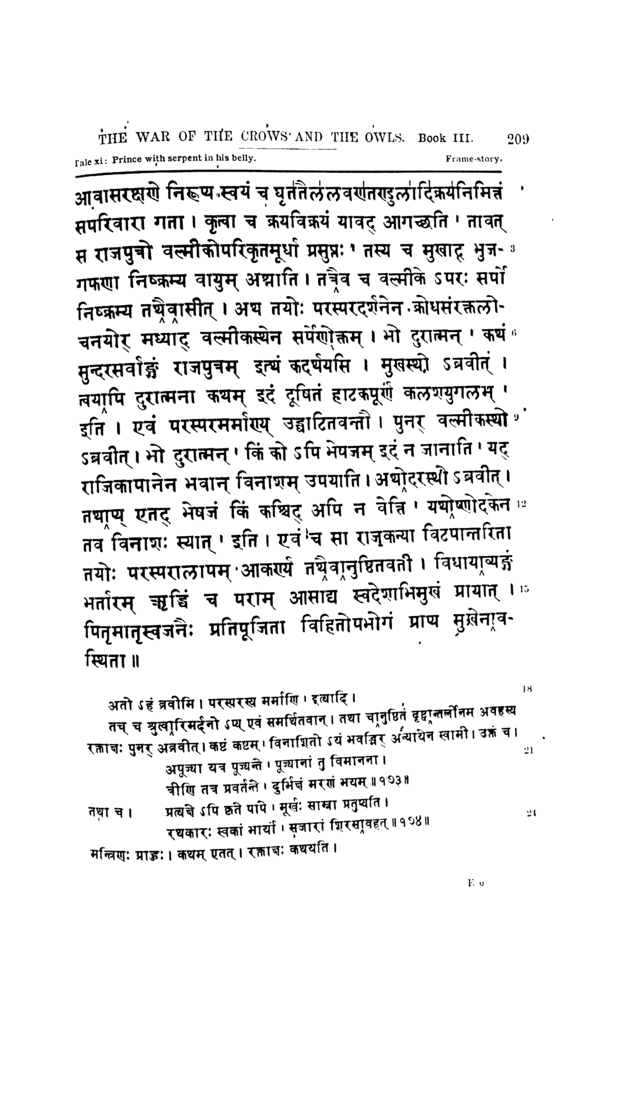 THE WAR OF THE CROWS AND THE OWLS. Book III. 209
Tale xi: Prince with serpent in his belly. Frame-story.
आवासरक्षणे निरूप्य स्वयं च घृततैललवणतण्डुलादिक्रयनिमित्तं
सपरिवारा गता । कृत्वा च क्रयविक्रयं यावद् आगच्छति ' तावत्
स राजपुत्रो वल्मीकोपरिकृतमूर्धा प्रसुप्तः ' तस्य च मुखाद् भुज- 3
गफणा निष्क्रम्य वायुम् अश्नाति । तत्रैव च वल्मीके ऽपरः सर्पो
निष्क्रम्य तथैवासीत् । अथ तयोः परस्परदर्शनेन क्रोधसंरक्तलो-
चनयोर् मध्याद् वल्मीकस्थेन सर्पेणोक्तम् । भो दुरात्मन् ' कथं 6
सुन्दरसर्वाङ्गं राजपुत्रम् इत्थं कदर्थयसि । मुखस्थो ऽब्रवीत् ।
त्वयापि दुरात्मना कथम् इदं दूषितं हाटकपूर्णं कलशयुगलम् '
इति । एवं परस्परमर्माण्य् उद्घाटितवन्तौ । पुनर् वल्मीकस्थो 9
ऽब्रवीत् । भो दुरात्मन् ' किं को ऽपि भेषजम् इदं न जानाति ' यद्
राजिकापानेन भवान् विनाशम् उपयाति । अथोदरस्थो ऽब्रवीत् ।
तवाप्य् एतद् भेषजं किं कश्चिद् अपि न वेत्ति ' यथोष्णोदकेन 12
तव विनाशः स्यात् ' इति । एवं च सा राजकन्या विटपान्तरिता
तयोः परस्परालापम् आकर्ण्य तथैवानुष्ठितवती । विधायाव्यङ्गं
भर्तारम् ऋद्धिं च पराम् आसाद्य स्वदेशाभिमुखं प्रायात् । 15
पितृमातृस्वजनैः प्रतिपूजिता विहितोपभोगं प्राप्य सुखेनाव-
स्थिता ॥
अतो ऽहं ब्रवीमि । परस्परस्य मर्माणि । इत्यादि । 18
तच् च श्रुत्वारिमर्दनो ऽप्य् एवं समर्थितवान् । तथा चानुष्ठितं दृष्ट्वान्तर्लीनम् अवहस्य
रक्ताक्षः पुनर् अब्रवीत् । कष्टं कष्टम् । विनाशितो ऽयं भवद्भिर् अन्यायेन स्वामी । उक्तं च । 21
अपूज्या यत्र पूज्यन्ते । पूज्यानां तु विमानना ।
त्रीणि तत्र प्रवर्तन्ते । दुर्भिक्षं मरणं भयम् ॥१७३॥
तथा च । प्रत्यक्षे ऽपि कृते पापे । मूर्खः साम्ना प्रतुष्यति । 24
रथकारः स्वकां भार्यां । सजारां शिरसावहत् ॥१७४॥
मन्त्रिणः प्राहुः । कथम् एतत् । रक्ताक्षः कथयति ।